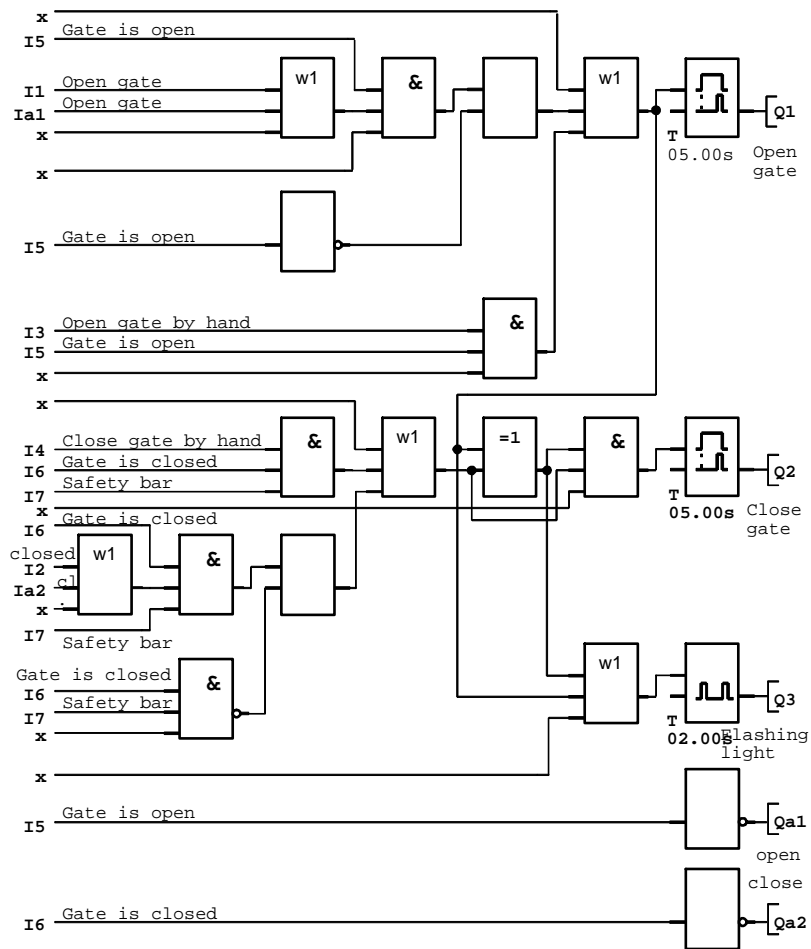 x
I5 Gate is open
I1 Open gate w1 &
Ia1 Open gate w1 Q1
x
T
05.00s Open
gate
x
I5 Gate is open
I3 Open gate by hand &
I5 Gate is open
x
x
I4 Close gate by hand & w1 =1 &
I6 Gate is closed Q2
I7 Safety bar
x
T
05.00s Close
gate
I6 Gate is closed
closed w1 &
I2
Ia2 cl
x
I7 Safety bar
Gate is closed & w1
I6
I7 Safety bar Q3
x
T
02.00s Flashing
light
x
I5 Gate is open Qa1
open
close
I6 Gate is closed Qa2